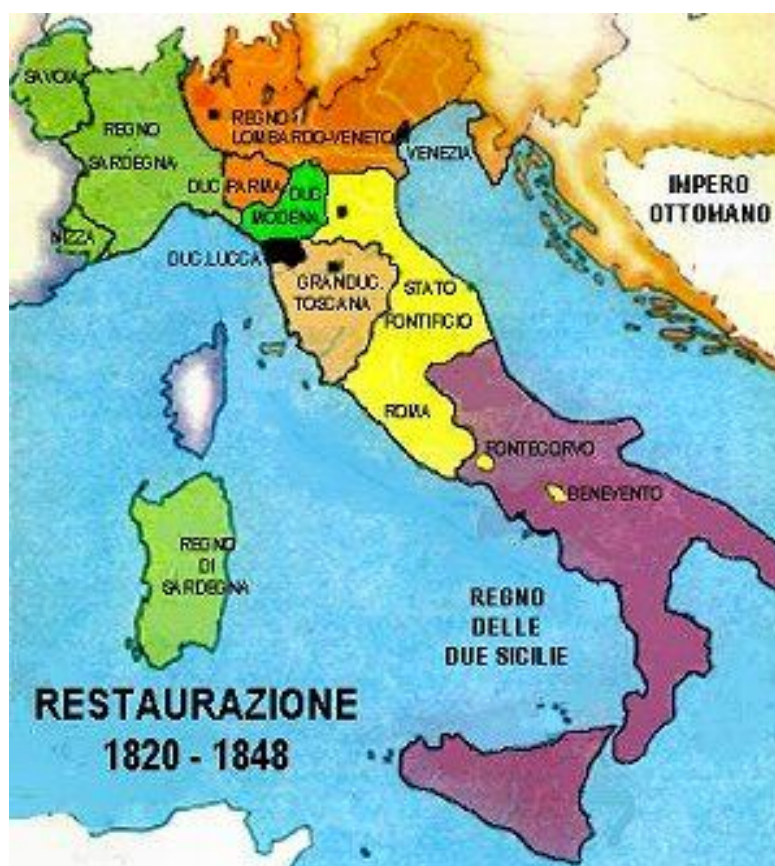 SAVOIA
REGNO
SARDEGNA
NIZZA
REGNO
LOMBARDO-VENETO
VENEZIA
DUC
PARMA
DUC
MODENA
DUC.LUCCA
GRANDUC.
TOSCANA
STATO
PONTIFICIO
ROMA
IMPERO
OTTOMANO
PONTECORVO
BENEVENTO
REGNO
DI
SARDEGNA
REGNO
DELLE
DUE SICILIE
RESTAURAZIONE
1820 - 1848